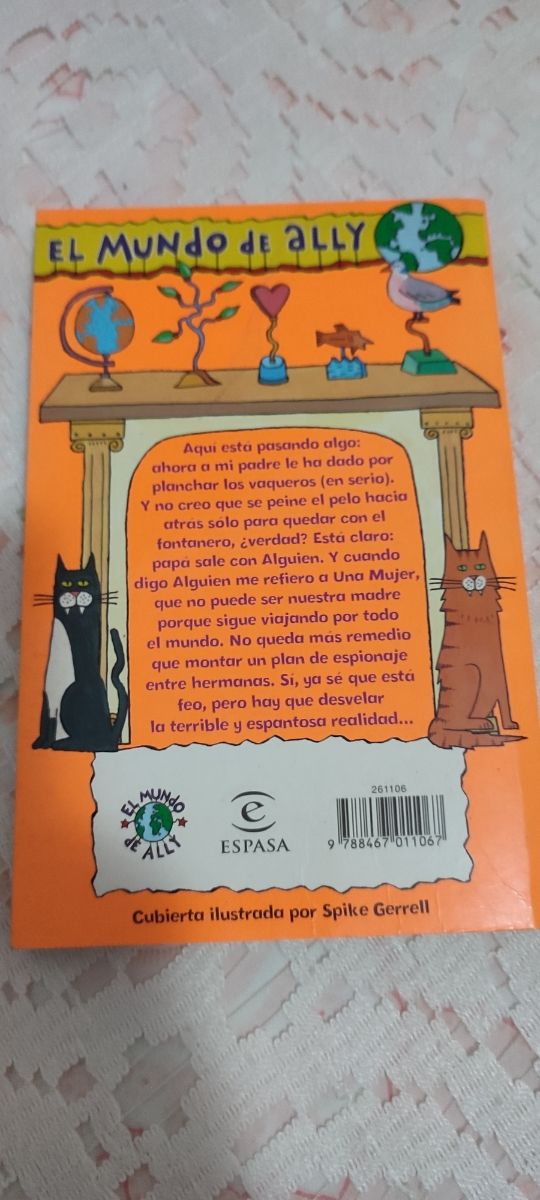 EL MUNDO DE ALLY
Aquí está pasando algo:
ahora a mi padre le ha dado por
planchar los vaqueros (en serio).
Y no creo que se peine el pelo hacia
atrás sólo para quedar con el
fontanero, ¿verdad? Está claro:
papá sale con Alguien. Y cuando
digo Alguien me refiero a Una Mujer,
que no puede ser nuestra madre
porque sigue viajando por todo
el mundo. No queda más remedio
que montar un plan de espionaje
entre hermanas. Sí, ya sé que está
feo, pero hay que desvelar
la terrible y espantosa realidad...
EL MUNDO
DE ALLY
e
ESPASA
261106
9 788467 011067
Cubierta ilustrada por Spike Gerrell